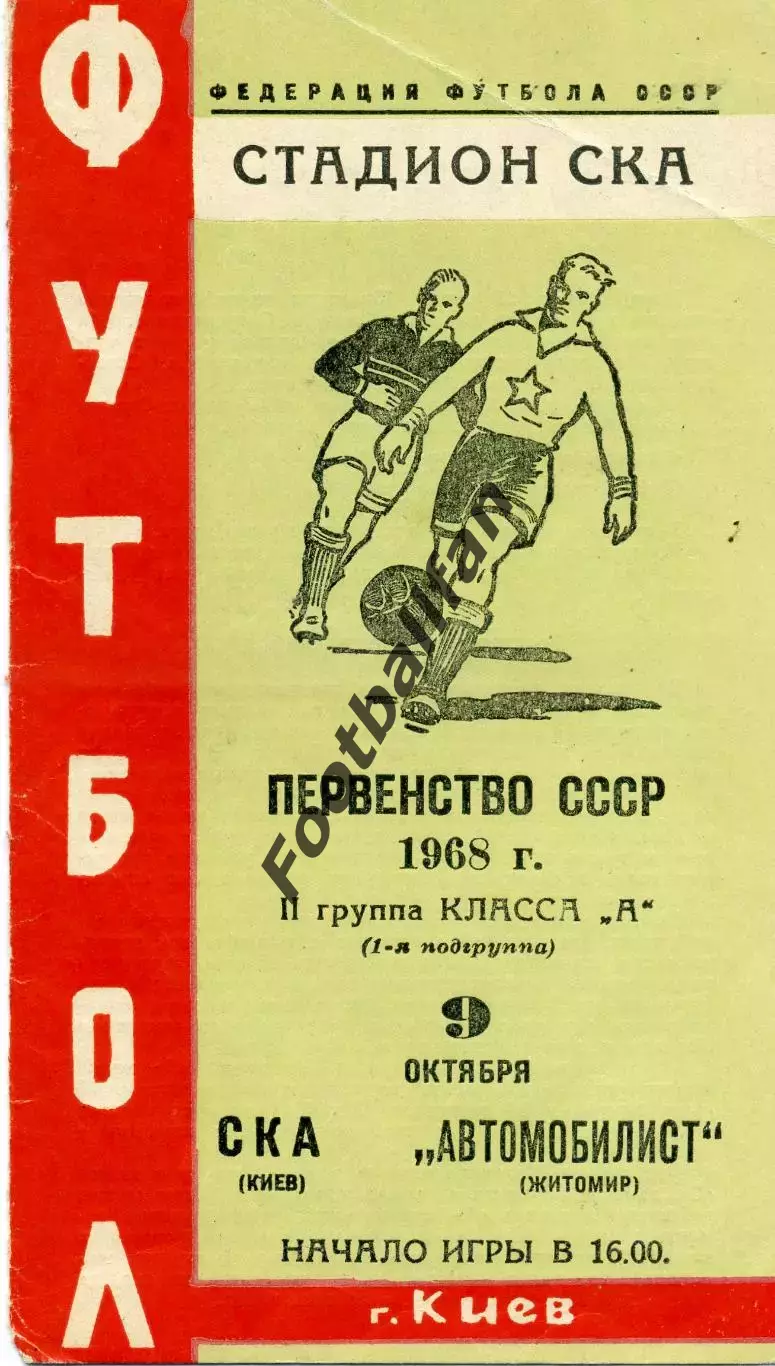 ФУТБОЛ
ФЕДЕРАЦИЯ ФУТБОЛА СССР
СТАДИОН СКА
Footballfan
ПЕРВЕНСТВО СССР
1968 г.
II группа КЛАССА „А“
(1-я подгруппа)
9
ОКТЯБРЯ
СКА „АВТОМОБИЛИСТ“
(КИЕВ) (ЖИТОМИР)
НАЧАЛО ИГРЫ В 16.00.
г. Киев